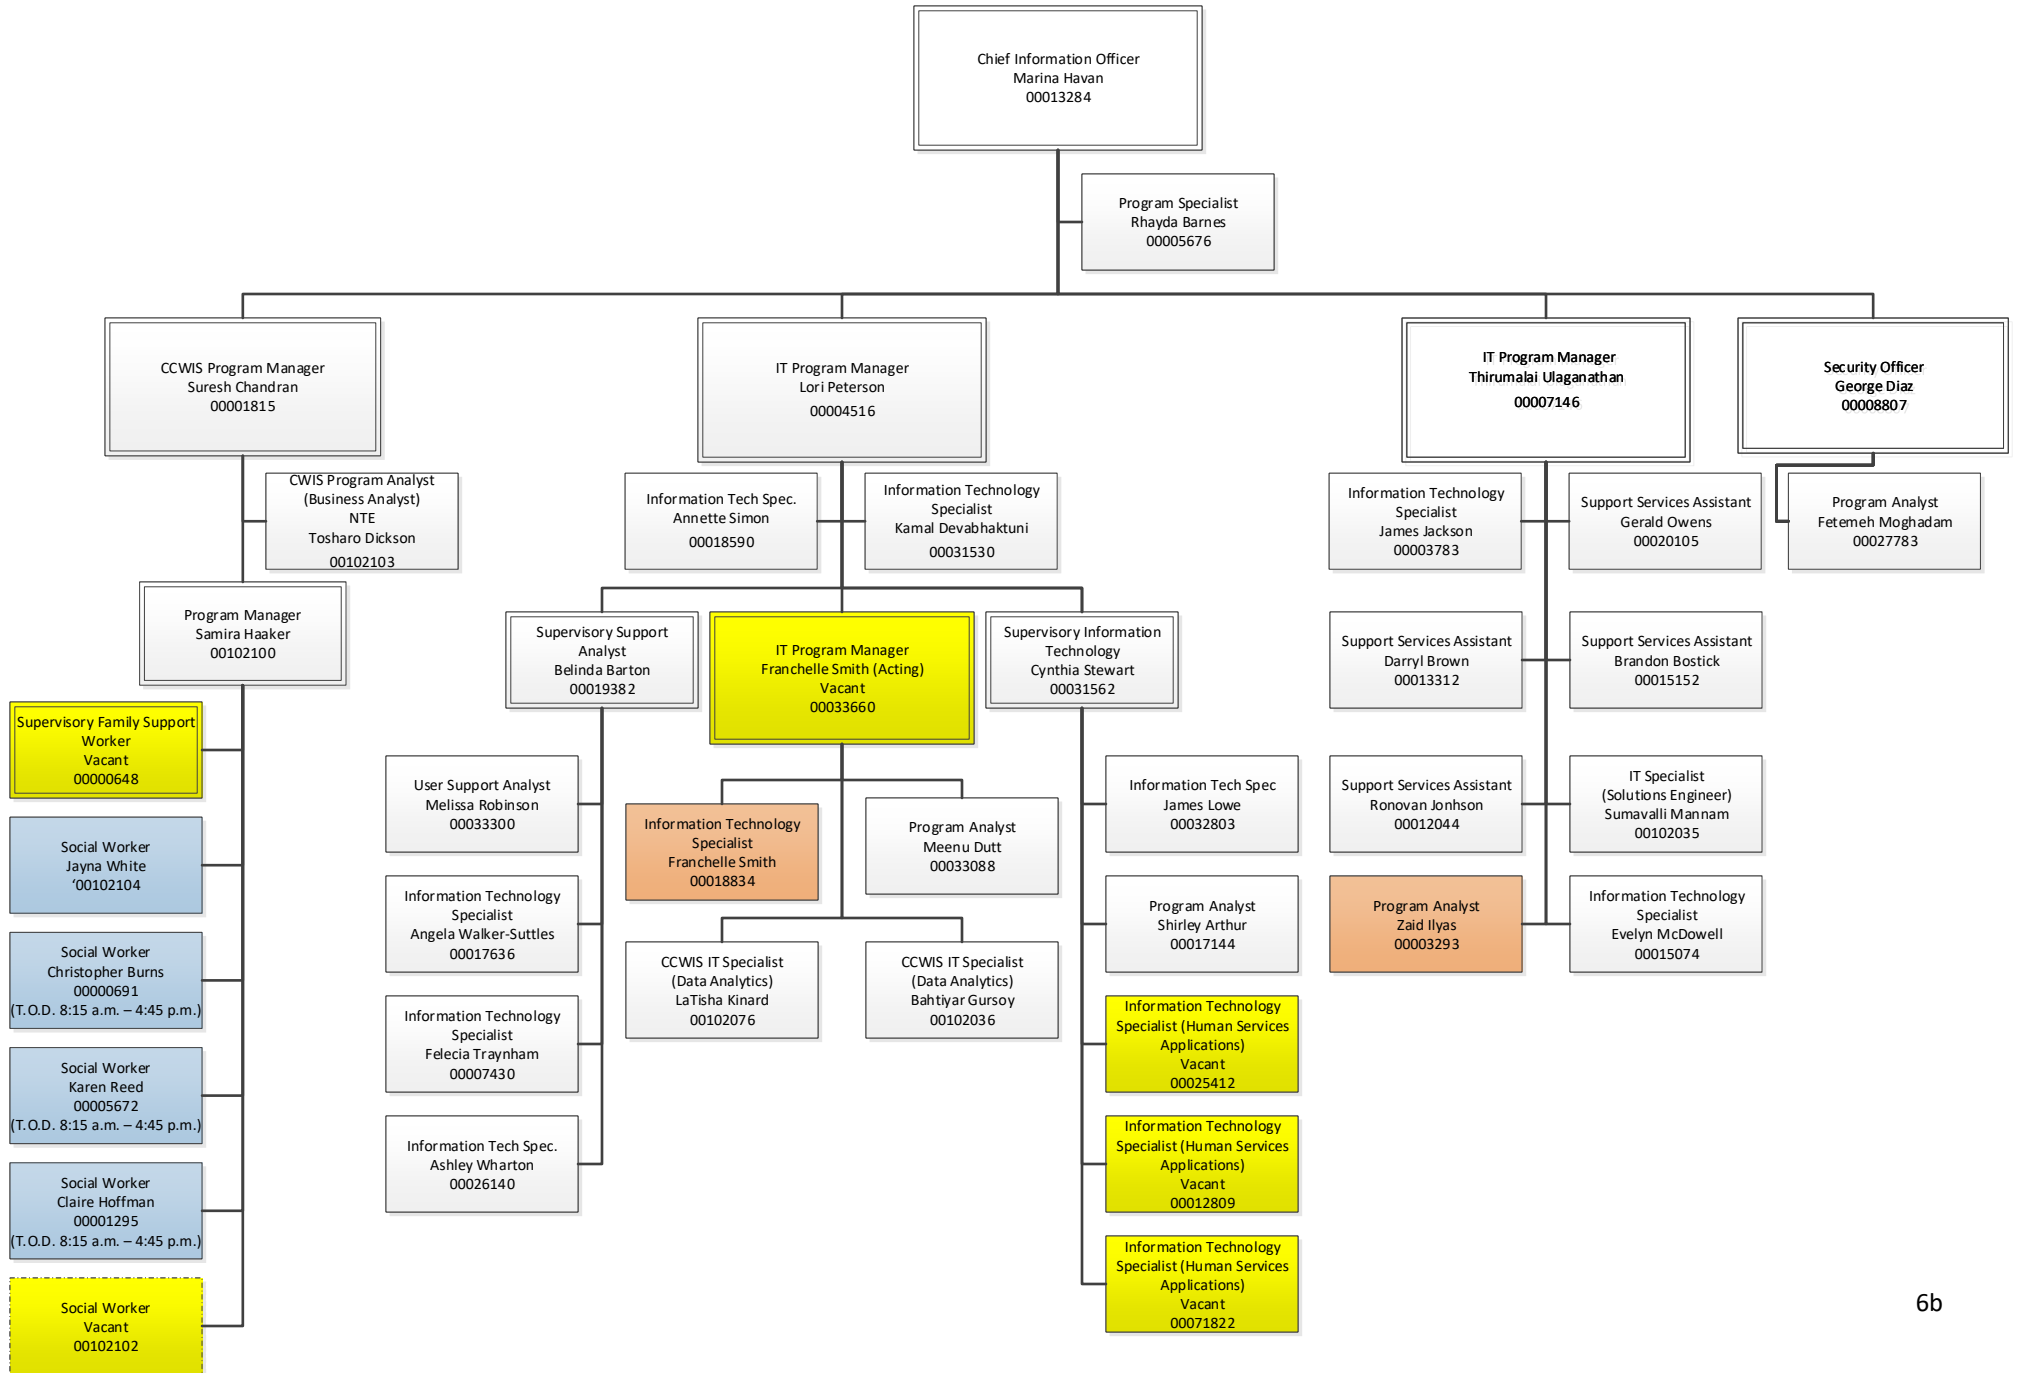 Chief Information Officer
Marina Havan
00013284
Program Specialist
Rhayda Barnes
00005676
CCWIS Program Manager
Suresh Chandran
00001815
IT Program Manager
Lori Peterson
00004516
IT Program Manager
Thirumalai Ulaganathan
00007146
Security Officer
George Diaz
00008807
CWIS Program Analyst
(Business Analyst)
NTE
Tosharo Dickson
00102103
Information Tech Spec.
Annette Simon
00018590
Information Technology
Specialist
Kamal Devabhaktuni
00031530
Information Technology
Specialist
James Jackson
00003783
Support Services Assistant
Gerald Owens
00020105
Program Analyst
Fetemeh Moghadam
00027783
Program Manager
Samira Haaker
00102100
Supervisory Support
Analyst
Belinda Barton
00019382
IT Program Manager
Franchelle Smith (Acting)
Vacant
00033660
Supervisory Information
Technology
Cynthia Stewart
00031562
Support Services Assistant
Darryl Brown
00013312
Support Services Assistant
Brandon Bostick
00015152
Supervisory Family Support
Worker
Vacant
00000648
User Support Analyst
Melissa Robinson
00033300
Information Technology
Specialist
Franchelle Smith
00018834
Program Analyst
Meenu Dutt
00033088
Information Tech Spec
James Lowe
00032803
Support Services Assistant
Ronovan Jonhson
00012044
IT Specialist
(Solutions Engineer)
Sumavalli Mannam
00102035
Social Worker
Jayna White
‘00102104
Information Technology
Specialist
Angela Walker-Suttles
00017636
Program Analyst
Shirley Arthur
00017144
Program Analyst
Zaid Ilyas
00003293
Information Technology
Specialist
Evelyn McDowell
00015074
Social Worker
Christopher Burns
00000691
(T.O.D. 8:15 a.m. – 4:45 p.m.)
CCWIS IT Specialist
(Data Analytics)
LaTisha Kinard
00102076
CCWIS IT Specialist
(Data Analytics)
Bahtiyar Gursoy
00102036
Information Technology
Specialist
Felecia Traynham
00007430
Information Technology
Specialist (Human Services
Applications)
Vacant
00025412
Social Worker
Karen Reed
00005672
(T.O.D. 8:15 a.m. – 4:45 p.m.)
Information Tech Spec.
Ashley Wharton
00026140
Information Technology
Specialist (Human Services
Applications)
Vacant
00012809
Social Worker
Claire Hoffman
00001295
(T.O.D. 8:15 a.m. – 4:45 p.m.)
Information Technology
Specialist (Human Services
Applications)
Vacant
00071822
Social Worker
Vacant
00102102
6b